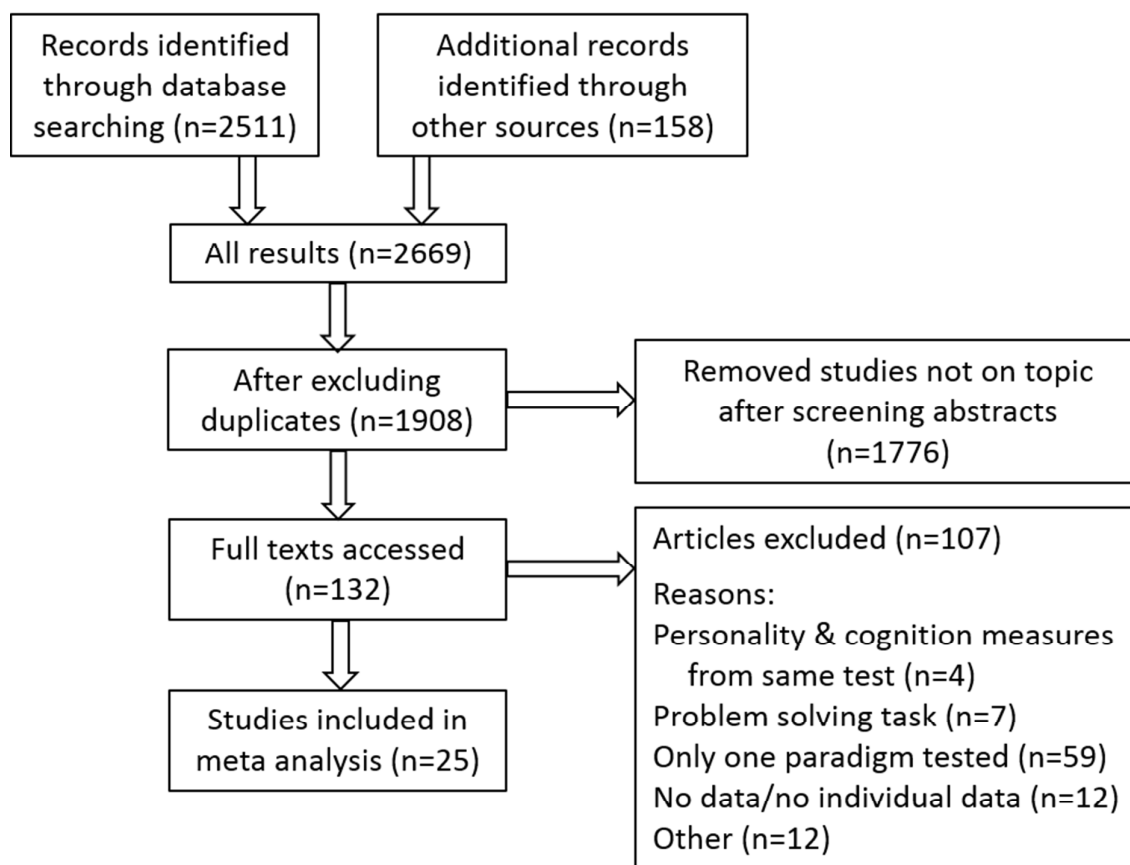 Records identified
through database
searching (n=2511)
Additional records
identified through
other sources (n=158)
All results (n=2669)
After excluding
duplicates (n=1908)
Removed studies not on topic
after screening abstracts
(n=1776)
Full texts accessed
(n=132)
Articles excluded (n=107)
Reasons:
Personality & cognition measures
from same test (n=4)
Problem solving task (n=7)
Only one paradigm tested (n=59)
No data/no individual data (n=12)
Other (n=12)
Studies included in
meta analysis (n=25)